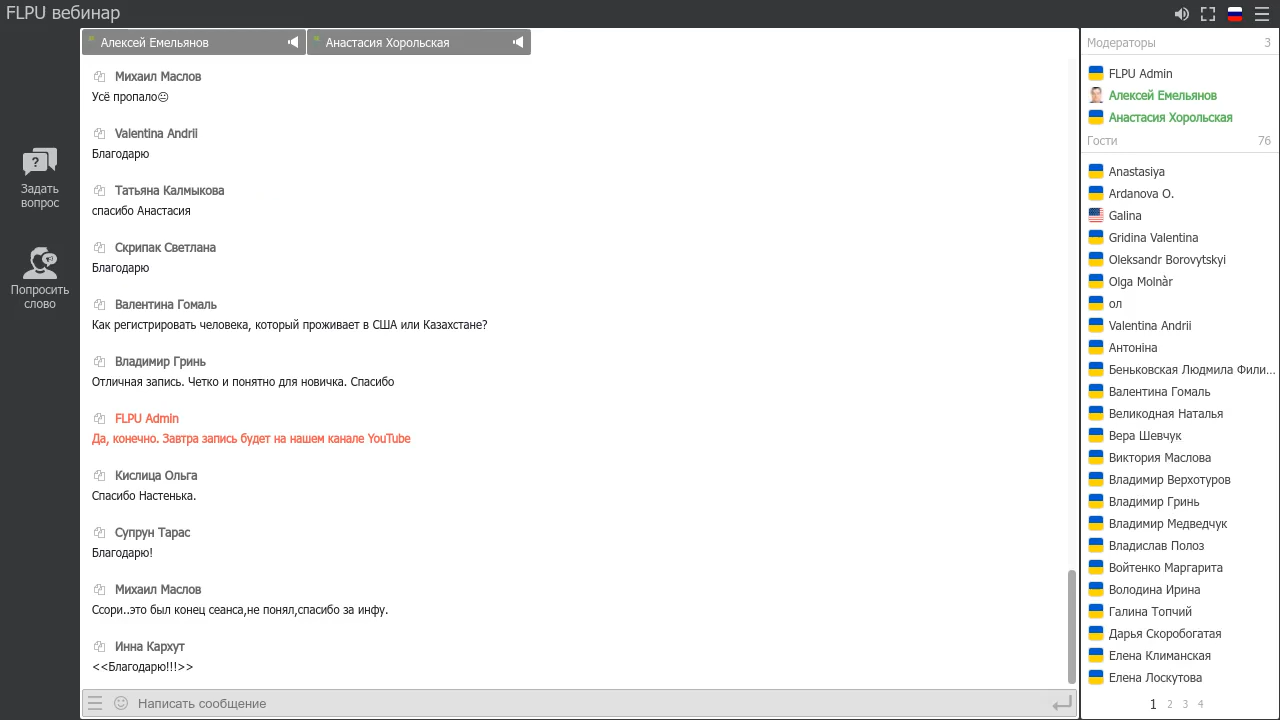 FLPU вебинар
Задать
вопрос
Попросить
слово
Алексей Емельянов
Анастасия Хорольская
Михаил Маслов
Усё пропало😐
Valentina Andrii
Благодарю
Татьяна Калмыкова
спасибо Анастасия
Скрипак Светлана
Благодарю
Валентина Гомаль
Как регистрировать человека, который проживает в США или Казахстане?
Владимир Гринь
Отличная запись. Четко и понятно для новичка. Спасибо
FLPU Admin
Да, конечно. Завтра запись будет на нашем канале YouTube
Кислица Ольга
Спасибо Настенька.
Супрун Тарас
Благодарю!
Михаил Маслов
Ссори..это был конец сеанса,не понял,спасибо за инфу.
Инна Кархут
<<Благодарю!!!>>
Написать сообщение
Модераторы 3
FLPU Admin
Алексей Емельянов
Анастасия Хорольская
Гости 76
Anastasiya
Ardanova O.
Galina
Gridina Valentina
Oleksandr Borovytskyi
Olga Molnàr
ол
Valentina Andrii
Антоніна
Беньковская Людмила Фили...
Валентина Гомаль
Великодная Наталья
Вера Шевчук
Виктория Маслова
Владимир Верхотуров
Владимир Гринь
Владимир Медведчук
Владислав Полоз
Войтенко Маргарита
Володина Ирина
Галина Топчий
Дарья Скоробогатая
Елена Климанская
Елена Лоскутова
1 2 3 4